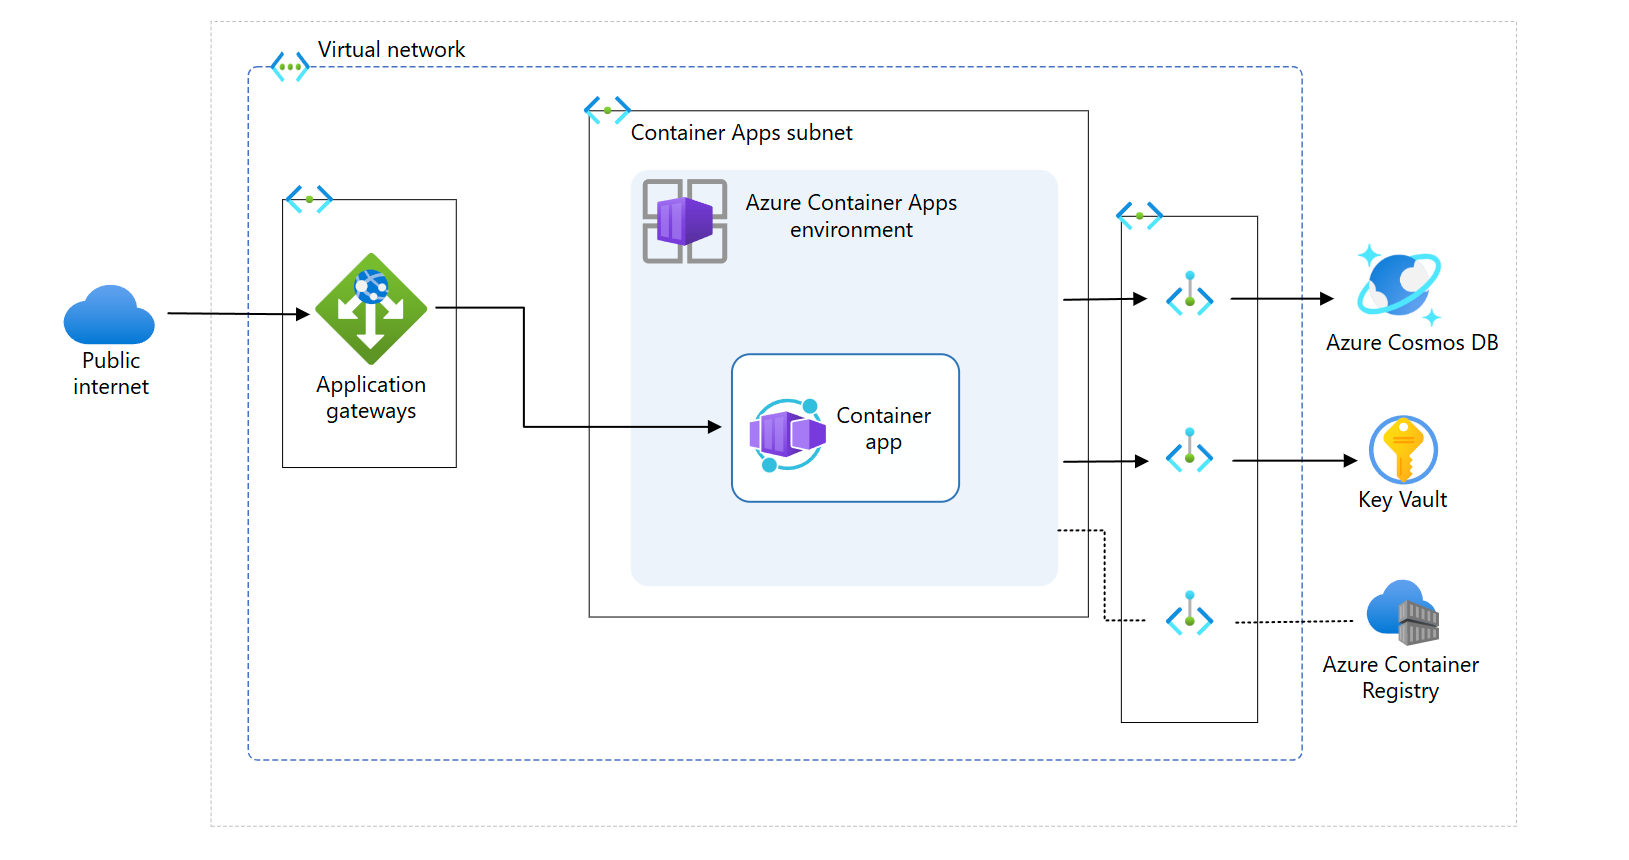 Virtual network
Container Apps subnet
Azure Container Apps
environment
Public
internet
Application
gateways
Container
app
Azure Cosmos DB
Key Vault
Azure Container
Registry